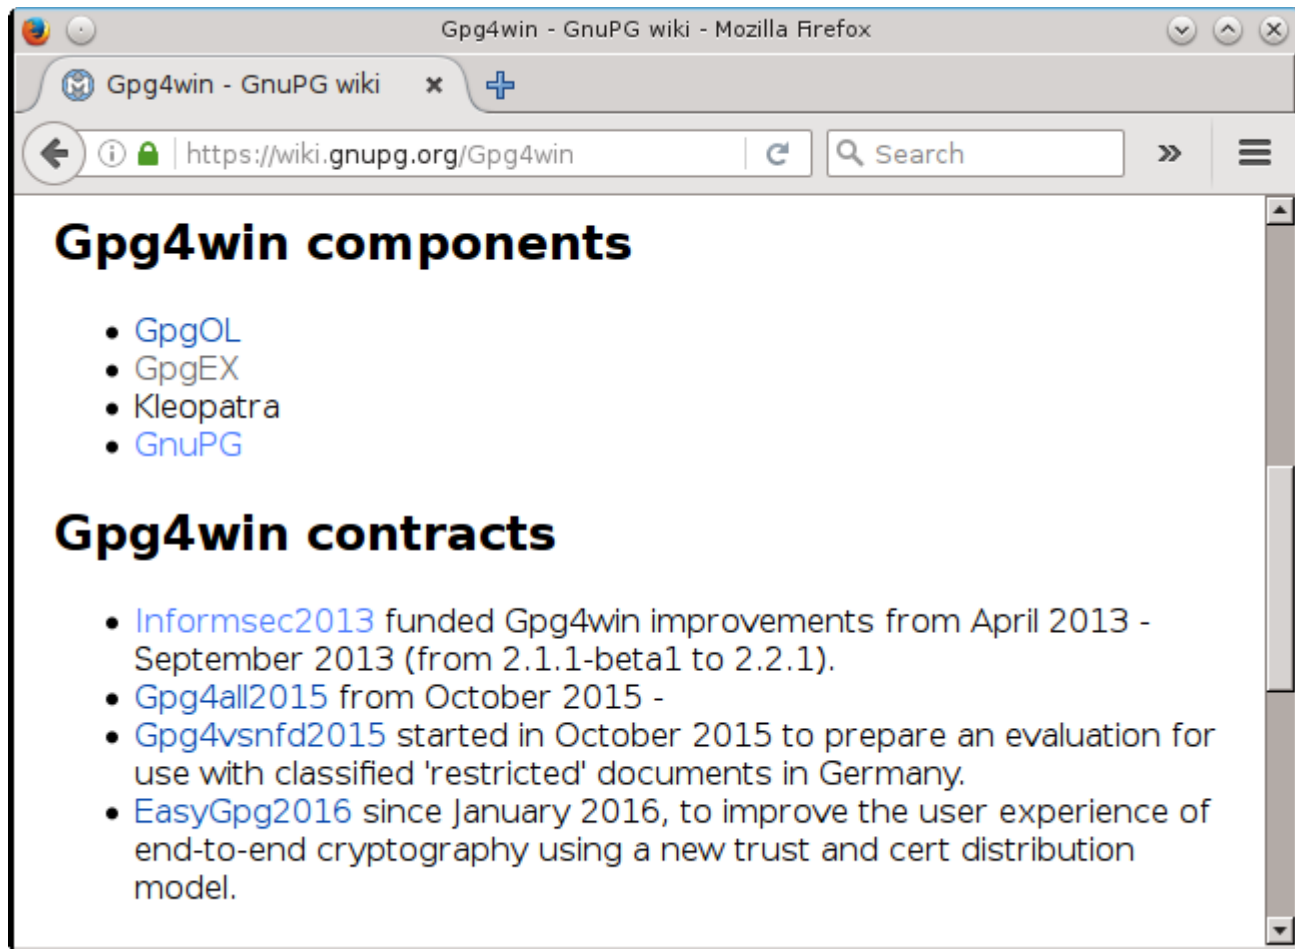 Gpg4win - GnuPG wiki - Mozilla Firefox
Gpg4win - GnuPG wiki
https://wiki.gnupg.org/Gpg4win
Search
Gpg4win components
GpgOL
GpgEX
Kleopatra
GnuPG
Gpg4win contracts
Informsec2013 funded Gpg4win improvements from April 2013 -
September 2013 (from 2.1.1-beta1 to 2.2.1).
Gpg4all2015 from October 2015 -
Gpg4vsnfd2015 started in October 2015 to prepare an evaluation for
use with classified 'restricted' documents in Germany.
EasyGpg2016 since January 2016, to improve the user experience of
end-to-end cryptography using a new trust and cert distribution
model.